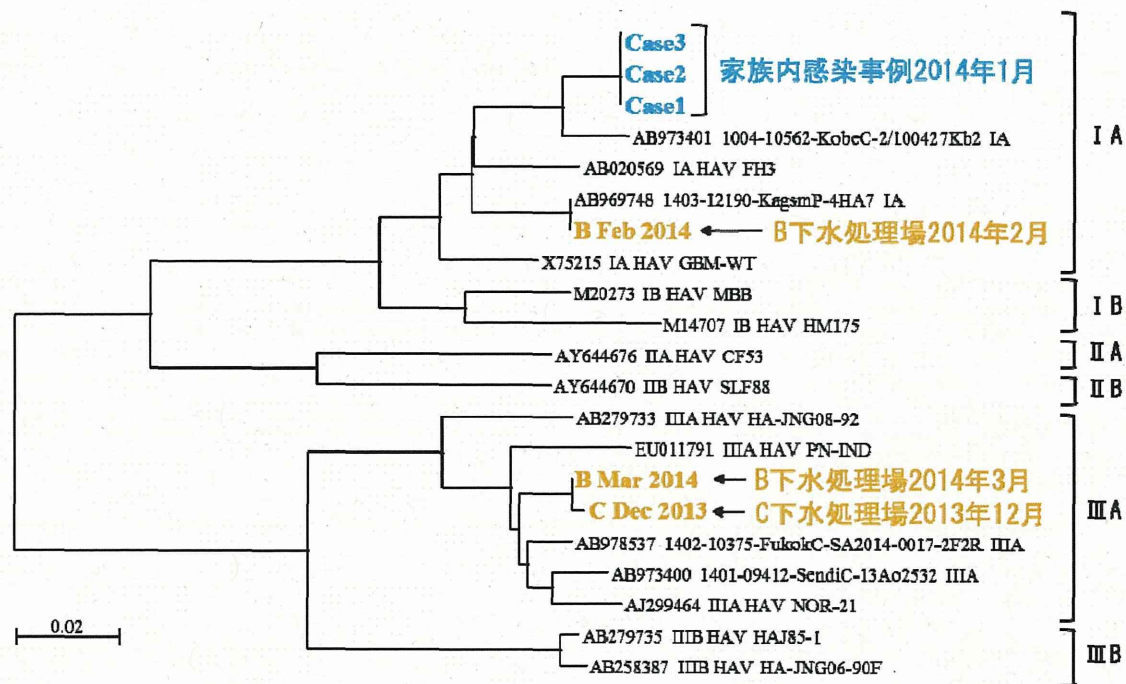 Case3
Case2 家族内感染事例2014年1月
Case1
AB973401 1004-10562-KobeC-2/100427Kb2 IA
ⅠA
AB020569 IA HAV FH3
AB969748 1403-12190-KagsmP-4HA7 IA
B Feb 2014 ← B下水処理場2014年2月
X75215 IA HAV GBM-WT
M20273 IB HAV MBB
ⅠB
M14707 IB HAV HM175
AY644676 IIA HAV CF53 ⅡA
AY644670 IIB HAV SLF88 ⅡB
AB279733 IIIA HAV HA-JNG08-92
EU011791 IIIA HAV PN-IND
B Mar 2014 ← B下水処理場2014年3月
C Dec 2013 ← C下水処理場2013年12月 ⅢA
AB978537 1402-10375-FukokC-SA2014-0017-2F2R IIIA
AB973400 1401-09412-SendiC-13Ao2532 IIIA
AJ299464 IIIA HAV NOR-21
0.02
AB279735 IIIB HAV HAJ85-1
ⅢB
AB258387 IIIB HAV HA-JNG06-90F